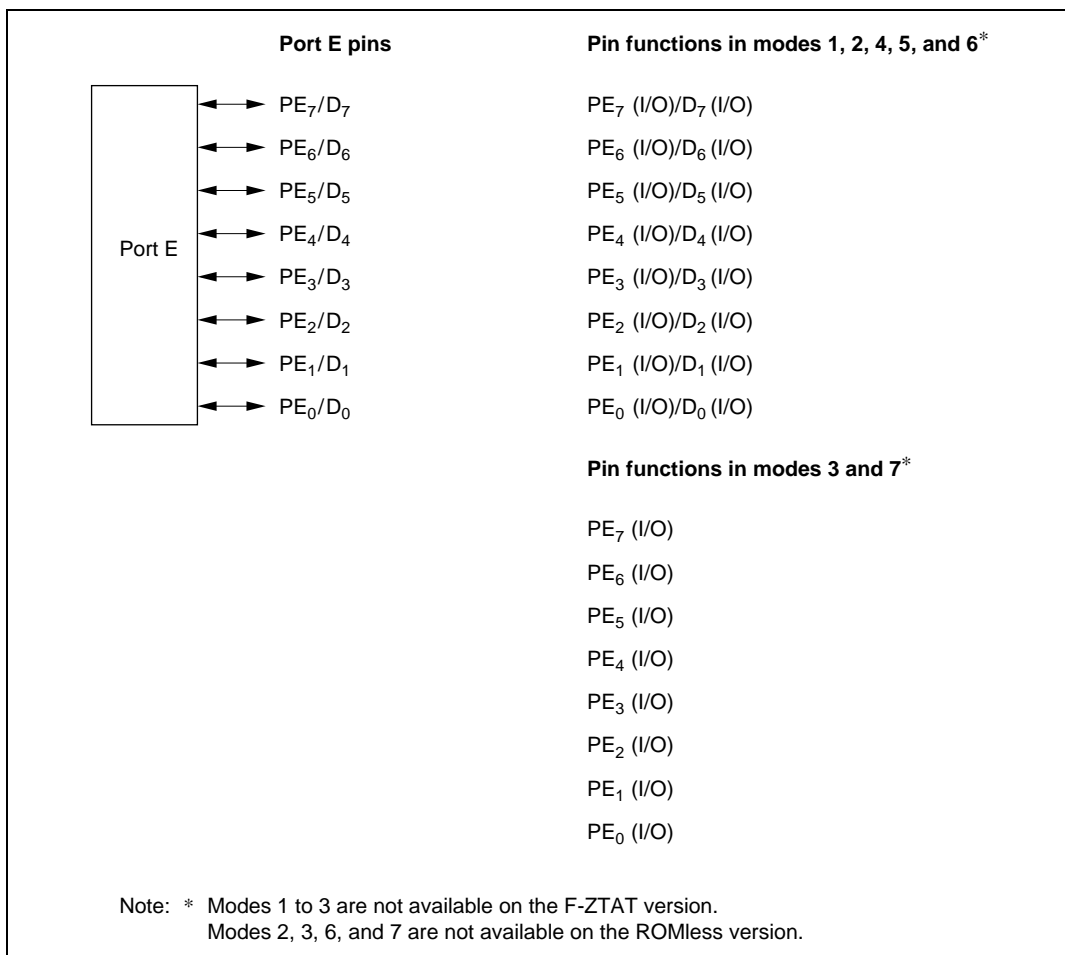 Port E pins Pin functions in modes 1, 2, 4, 5, and 6*
PE7/D7 PE7 (I/O)/D7 (I/O)
PE6/D6 PE6 (I/O)/D6 (I/O)
PE5/D5 PE5 (I/O)/D5 (I/O)
PE4/D4 PE4 (I/O)/D4 (I/O)
Port E
PE3/D3 PE3 (I/O)/D3 (I/O)
PE2/D2 PE2 (I/O)/D2 (I/O)
PE1/D1 PE1 (I/O)/D1 (I/O)
PE0/D0 PE0 (I/O)/D0 (I/O)
Pin functions in modes 3 and 7*
PE7 (I/O)
PE6 (I/O)
PE5 (I/O)
PE4 (I/O)
PE3 (I/O)
PE2 (I/O)
PE1 (I/O)
PE0 (I/O)
Note: * Modes 1 to 3 are not available on the F-ZTAT version.
Modes 2, 3, 6, and 7 are not available on the ROMless version.